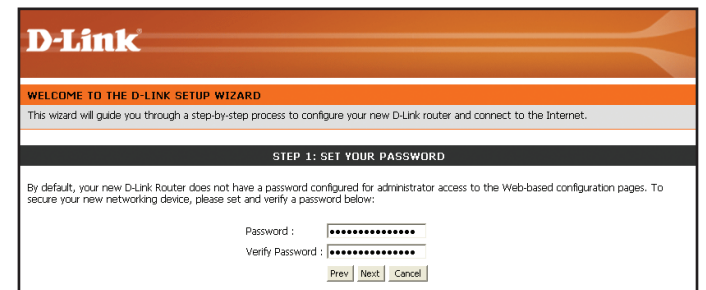 D-Link
WELCOME TO THE D-LINK SETUP WIZARD
This wizard will guide you through a step-by-step process to configure your new D-Link router and connect to the Internet.
STEP 1: SET YOUR PASSWORD
By default, your new D-Link Router does not have a password configured for administrator access to the Web-based configuration pages. To
secure your new networking device, please set and verify a password below:
Password : •••••••••••••••
Verify Password : •••••••••••••••
Prev Next Cancel